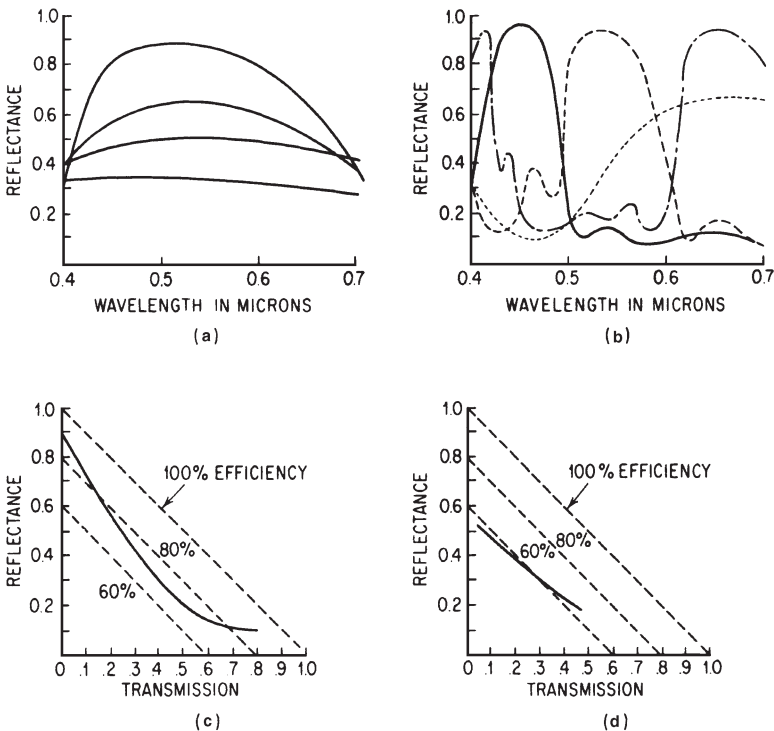 1.0
0.8
0.6
0.4
0.2
REFLECTANCE
0.4 0.5 0.6 0.7
WAVELENGTH IN MICRONS
(a)
1.0
0.8
0.6
0.4
0.2
REFLECTANCE
0.4 0.5 0.6 0.7
WAVELENGTH IN MICRONS
(b)
1.0
0.8
0.6
0.4
0.2
REFLECTANCE
100% EFFICIENCY
80%
60%
0 .1 .2 .3 .4 .5 .6 .7 .8 .9 1.0
TRANSMISSION
(c)
1.0
0.8
0.6
0.4
0.2
REFLECTANCE
100% EFFICIENCY
60% 80%
0 .1 .2 .3 .4 .5 .6 .7 .8 .9 1.0
TRANSMISSION
(d)